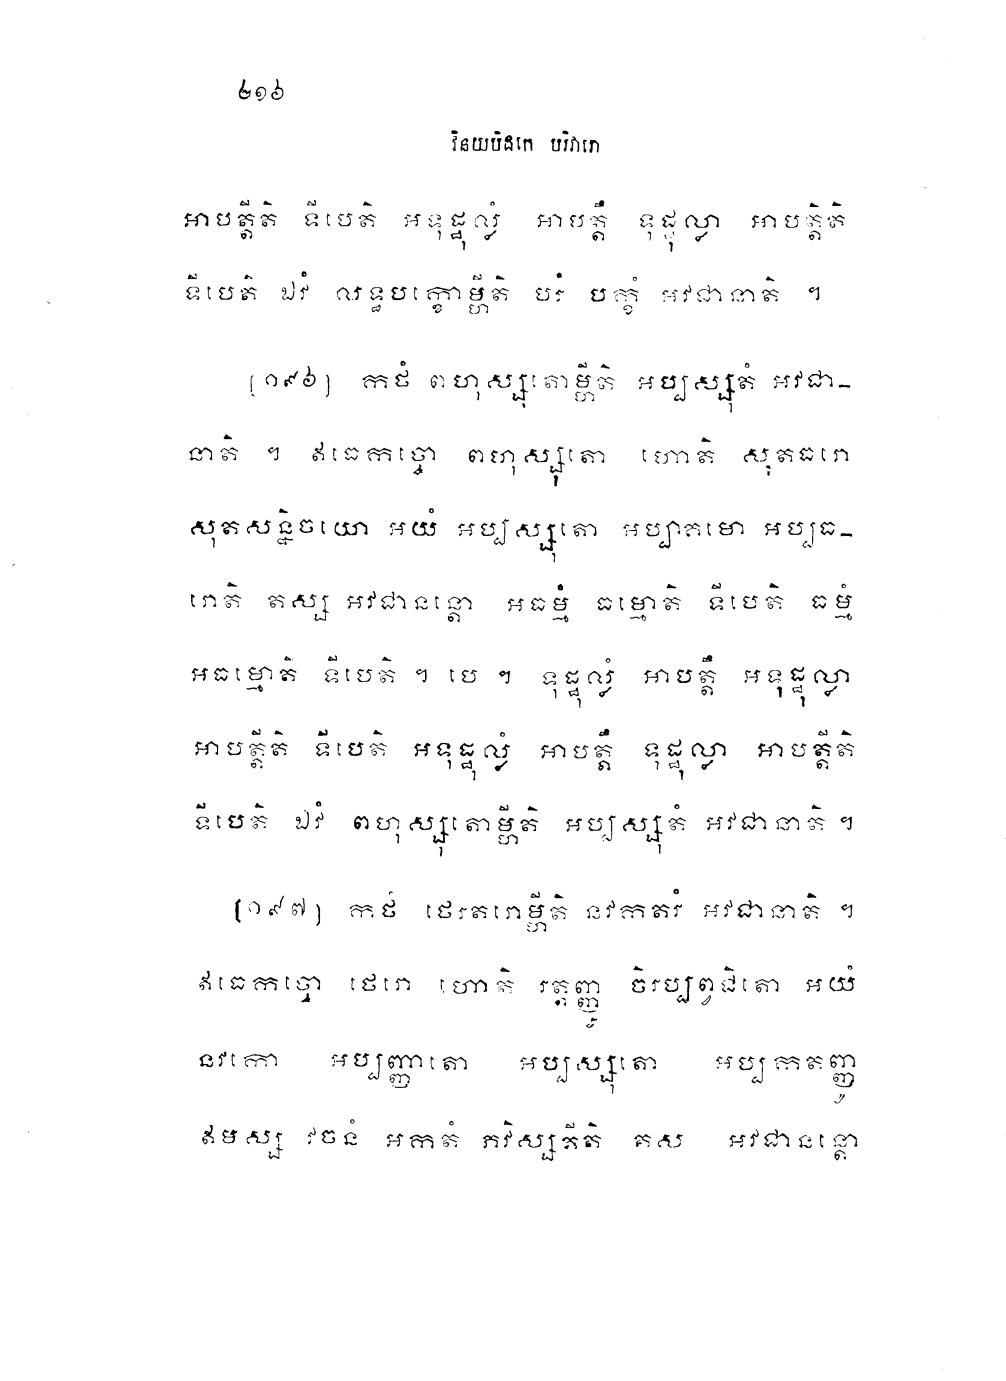 ២១៦
វិនយបិដកេ បរិវារោ
អាបត្តីតិ ទីបេតិ អទុដ្ឋុល្លំ អាបត្តឹ ទុដ្ឋុល្លា អាបត្តិតិ
ទីបេតិ ឯវំ លទ្ធបក្ខោម្ហីតិ បរំ បក្ខំ អវជានាតិ ។
(១៩៦) កថំ ពហុស្សុតោម្ហីតិ អប្បស្សុតំ អវជា-
នាតិ ។ ឥធេកច្ចោ ពហុស្សុតោ ហោតិ សុតធរោ
សុតសន្និចយោ អយំ អប្បស្សុតោ អប្បាគមោ អប្បធ-
រោតិ តស្ស អវជានន្តោ អធម្មំ ធម្មោតិ ទីបេតិ ធម្មំ
អធម្មោតិ ទីបេតិ ។ បេ ។ ទុដ្ឋុល្លំ អាបត្តឹ អទុដ្ឋុល្លា
អាបត្តីតិ ទីបេតិ អទុដ្ឋុល្លំ អាបត្តឹ ទុដ្ឋុល្លា អាបត្តីតិ
ទីបេតិ ឯវំ ពហុស្សុតោម្ហីតិ អប្បស្សុតំ អវជានាតិ ។
(១៩៧) កថំ ថេរតរោម្ហីតិ នវកតរំ អវជានាតិ ។
ឥធេកច្ចោ ថេរោ ហោតិ រត្តញ្ញូ ចិរប្បព្វជិតោ អយំ
នវកោ អប្បញ្ញាតោ អប្បស្សុតោ អប្បកតញ្ញូ
ឥមស្ស វចនំ អកតំ ភវិស្សតីតិ តស អវជានន្តោ